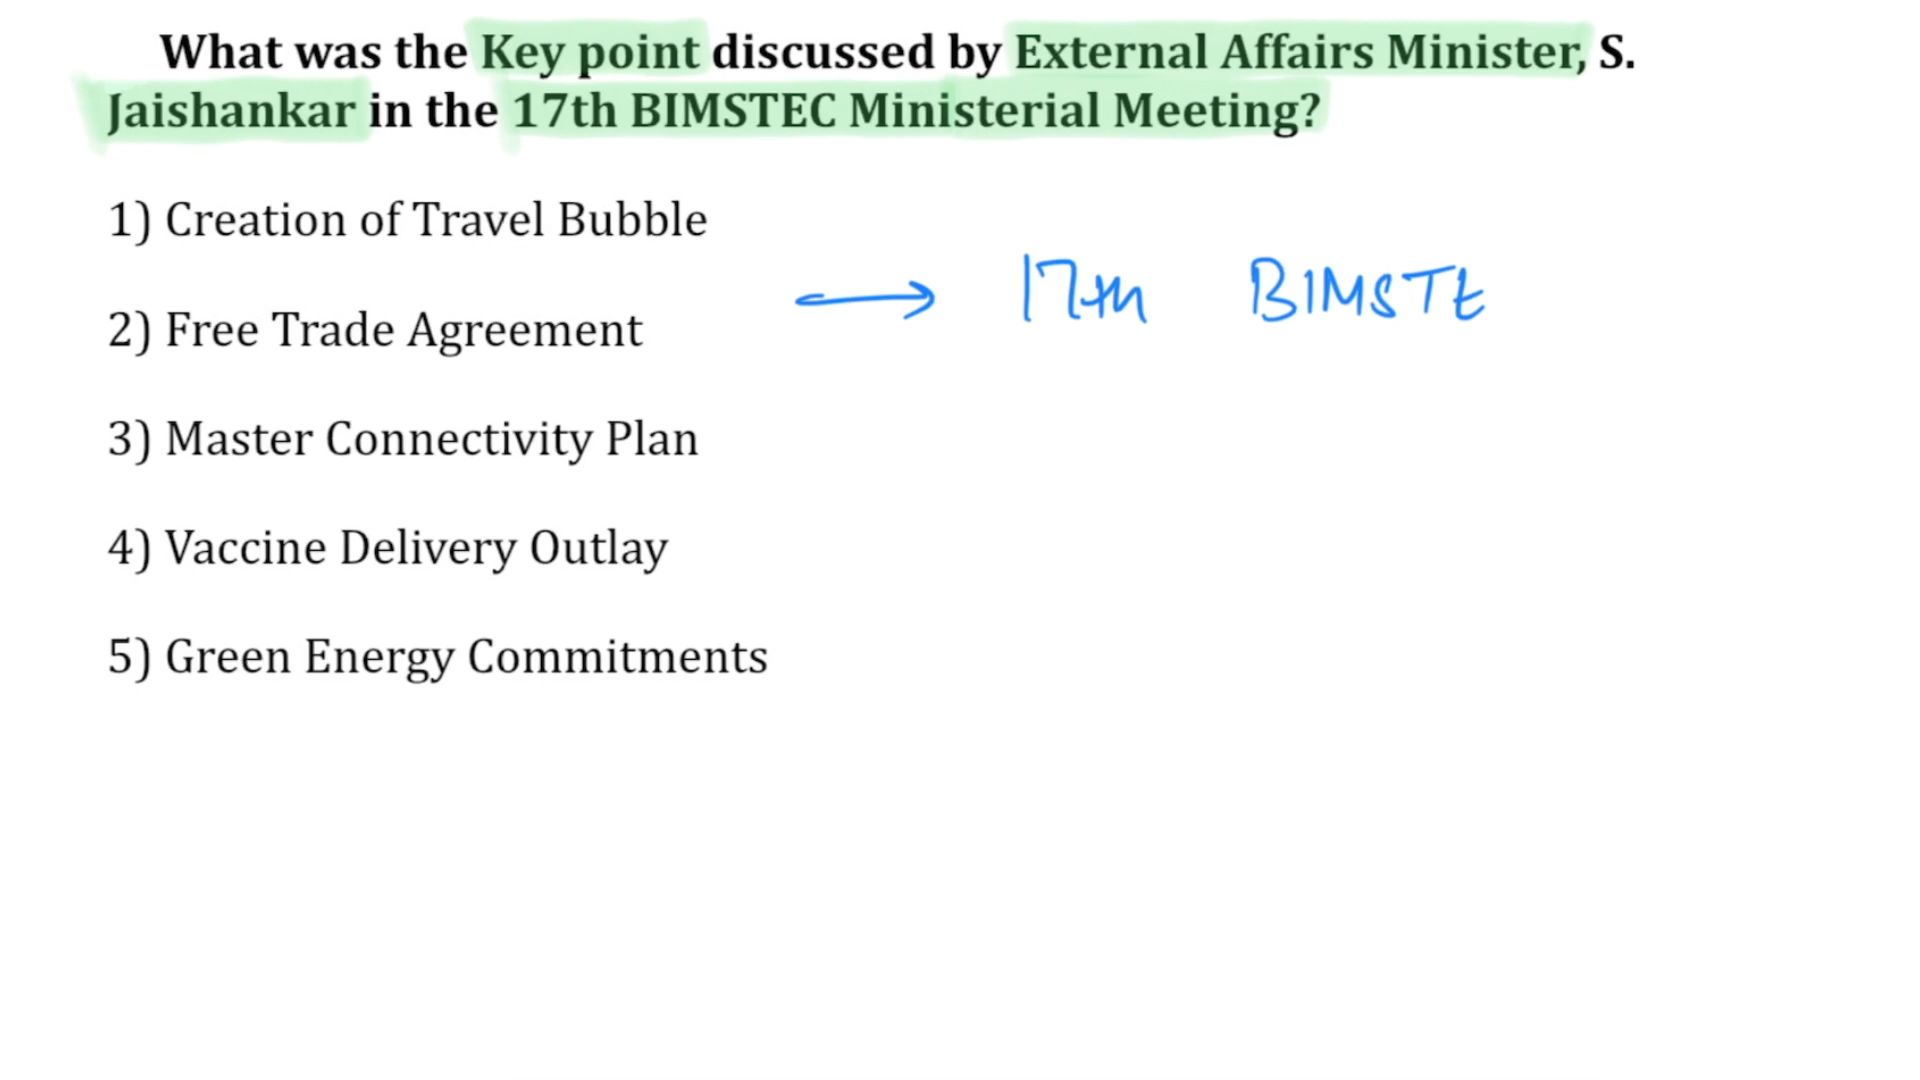 What was the Key point discussed by External Affairs Minister, S.
Jaishankar in the 17th BIMSTEC Ministerial Meeting?
1) Creation of Travel Bubble
→ 17th BIMSTE
2) Free Trade Agreement
3) Master Connectivity Plan
4) Vaccine Delivery Outlay
5) Green Energy Commitments